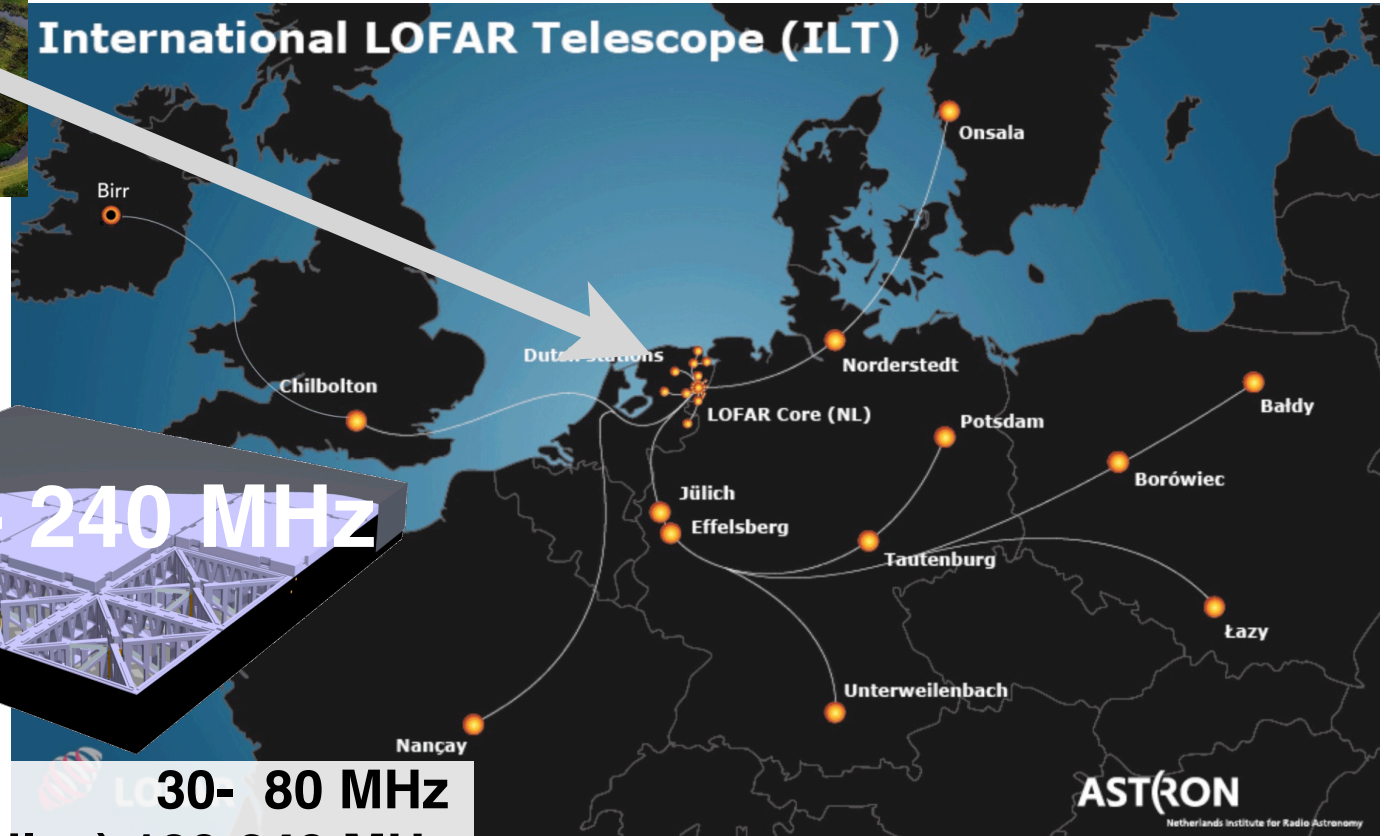 International LOFAR Telescope (ILT)
Onsala
Birr
Norderstedt
Dutch stations
Chilbolton
LOFAR Core (NL)
Bałdy
Potsdam
Borówiec
Jülich
Effelsberg
240 MHz
Tautenburg
Łazy
Unterweilenbach
Nançay
LOFAR
30- 80 MHz
ASTRON
Netherlands Institute for Radio Astronomy